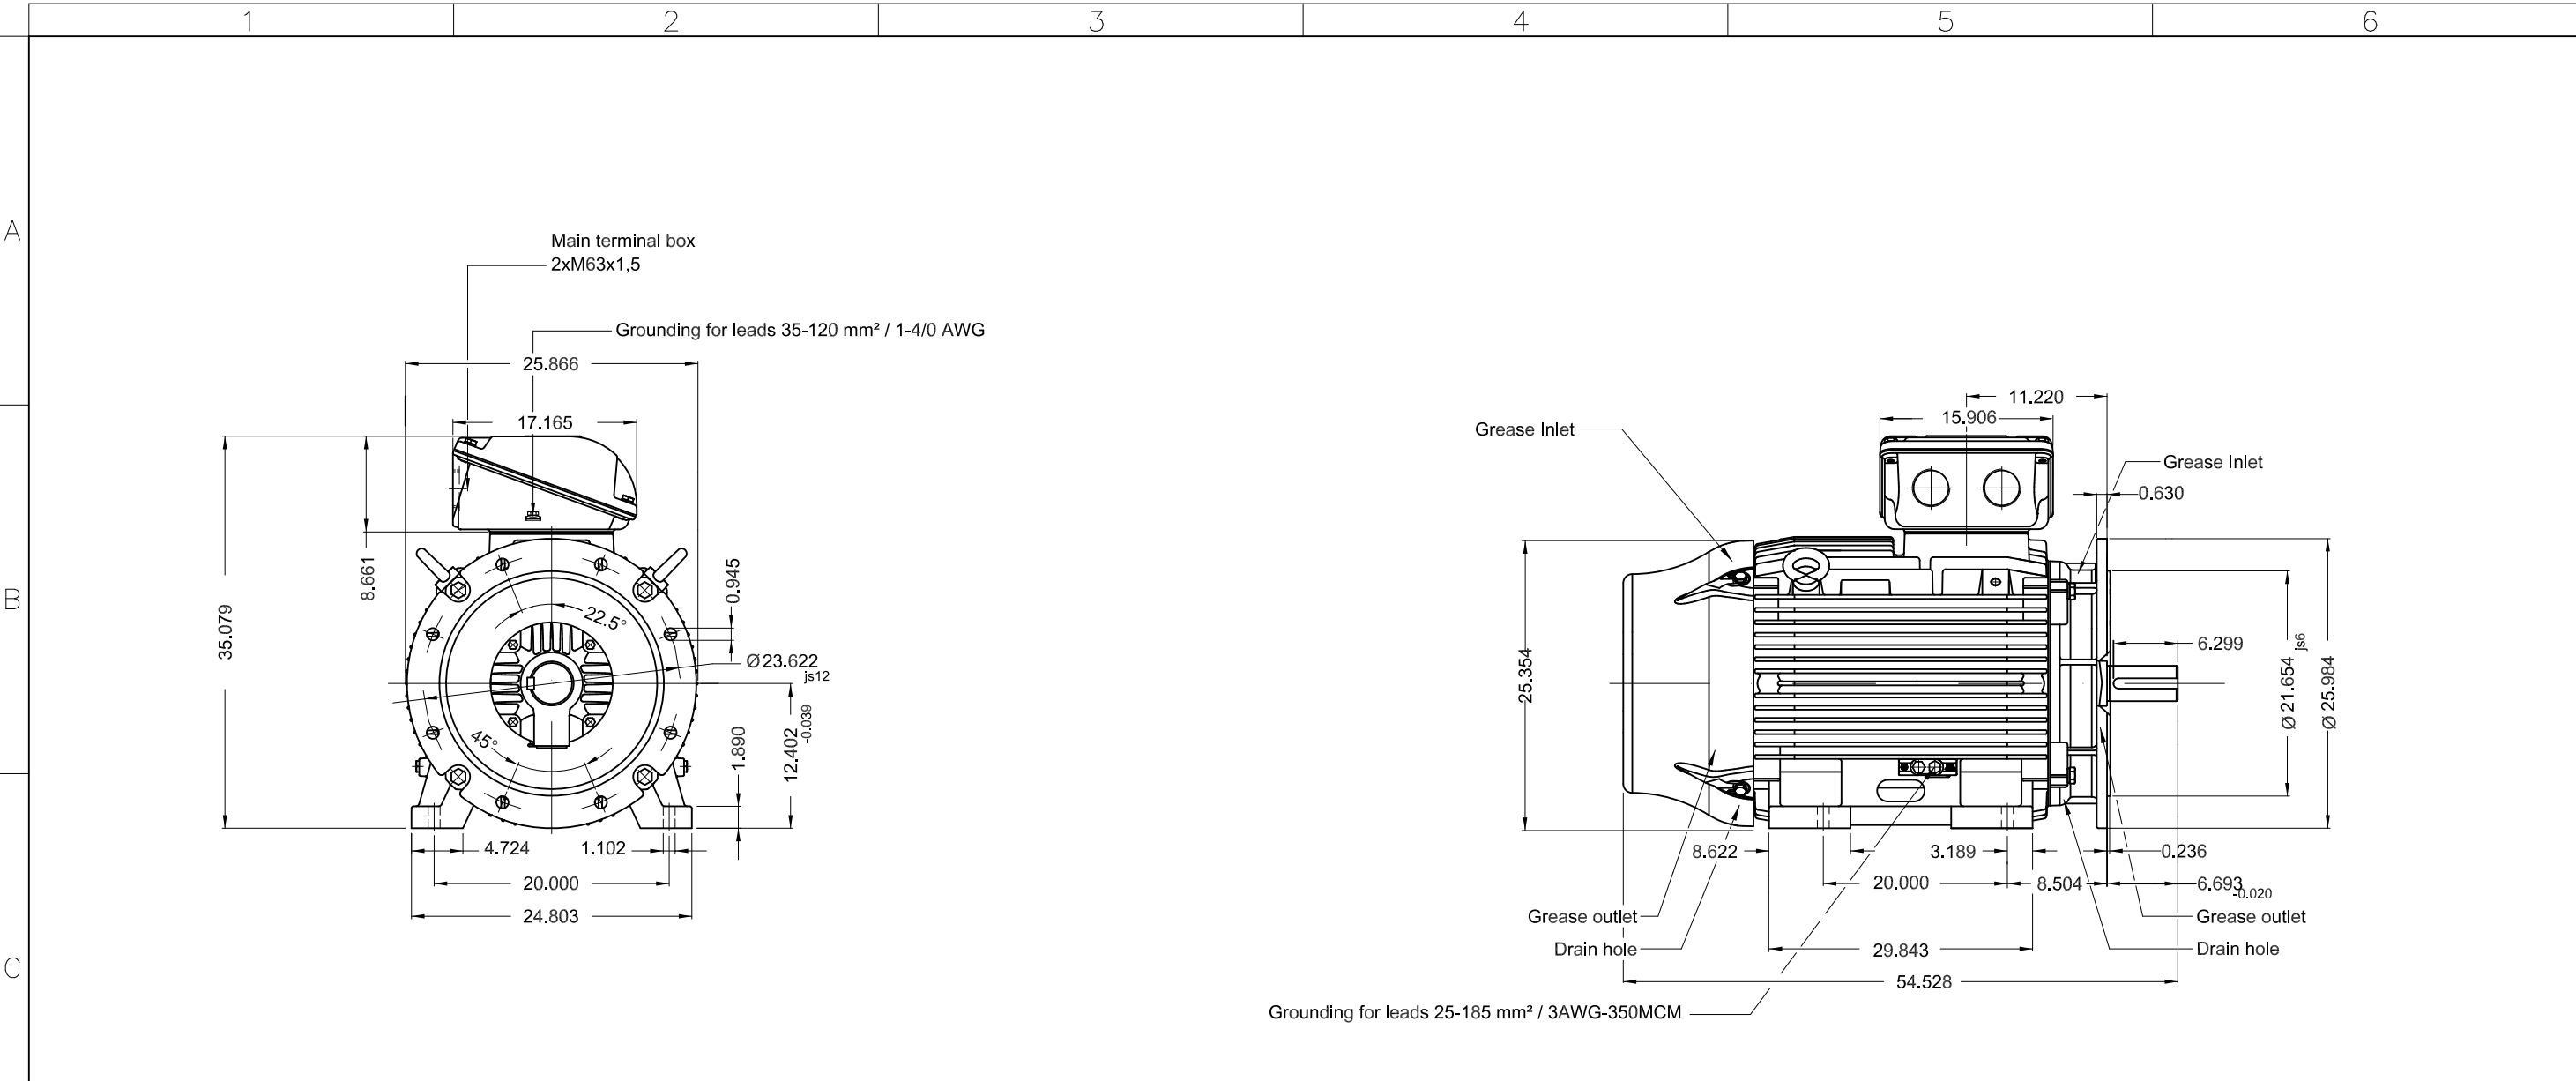 1
2
3
4
5
6
A
B
C
Main terminal box
2xM63x1,5
Grounding for leads 35-120 mm² / 1-4/0 AWG
25.866
17.165
35.079
8.661
0.945
22.5°
Ø23.622
js12
45°
12.402
-0.039
1.890
4.724
1.102
20.000
24.803
11.220
15.906
Grease Inlet
Grease Inlet
0.630
25.354
6.299
Ø21.654 js6
Ø25.984
8.622
3.189
0.236
20.000
8.504
6.693
-0.020
Grease outlet
Grease outlet
Drain hole
Drain hole
29.843
54.528
Grounding for leads 25-185 mm² / 3AWG-350MCM